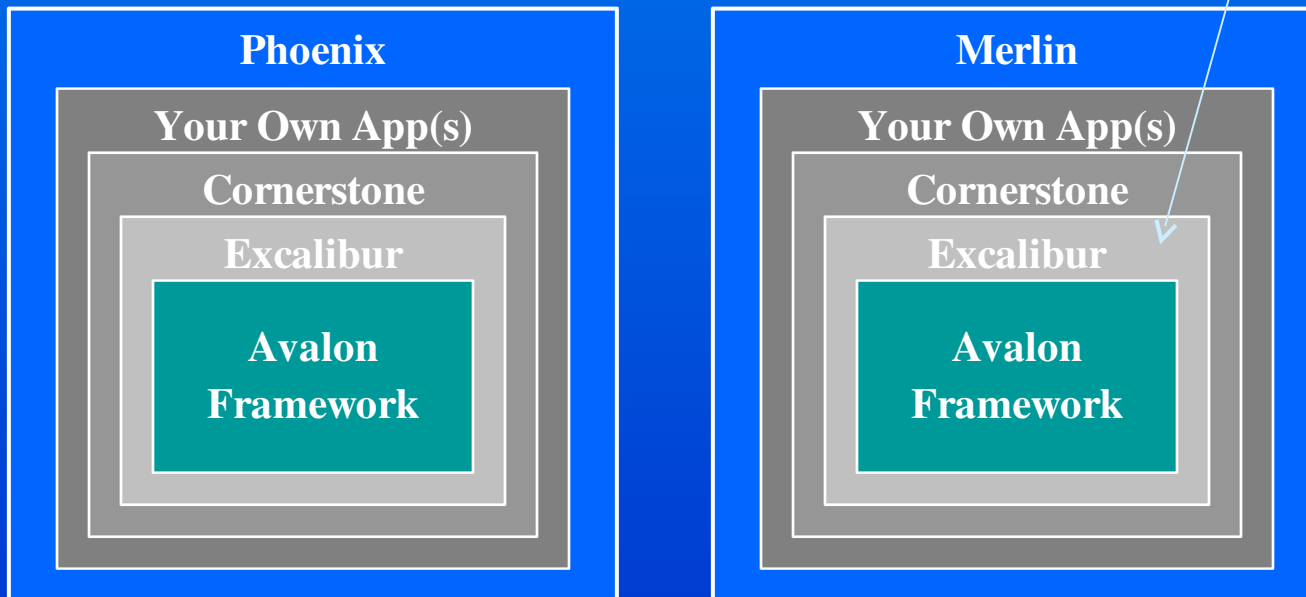 Phoenix
Your Own App(s)
Cornerstone
Excalibur
Avalon
Framework
Merlin
Your Own App(s)
Cornerstone
Excalibur
Avalon
Framework